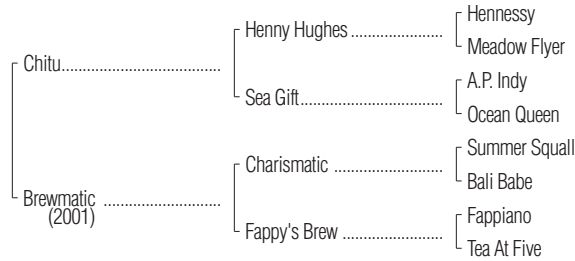 Hennessy
Henny Hughes ....................
Meadow Flyer
Chitu...................................
A.P. Indy
Sea Gift...............................
Ocean Queen
Summer Squall
Charismatic ........................
Bali Babe
Brewmatic ..........................
(2001)
Fappiano
Fappy's Brew ......................
Tea At Five